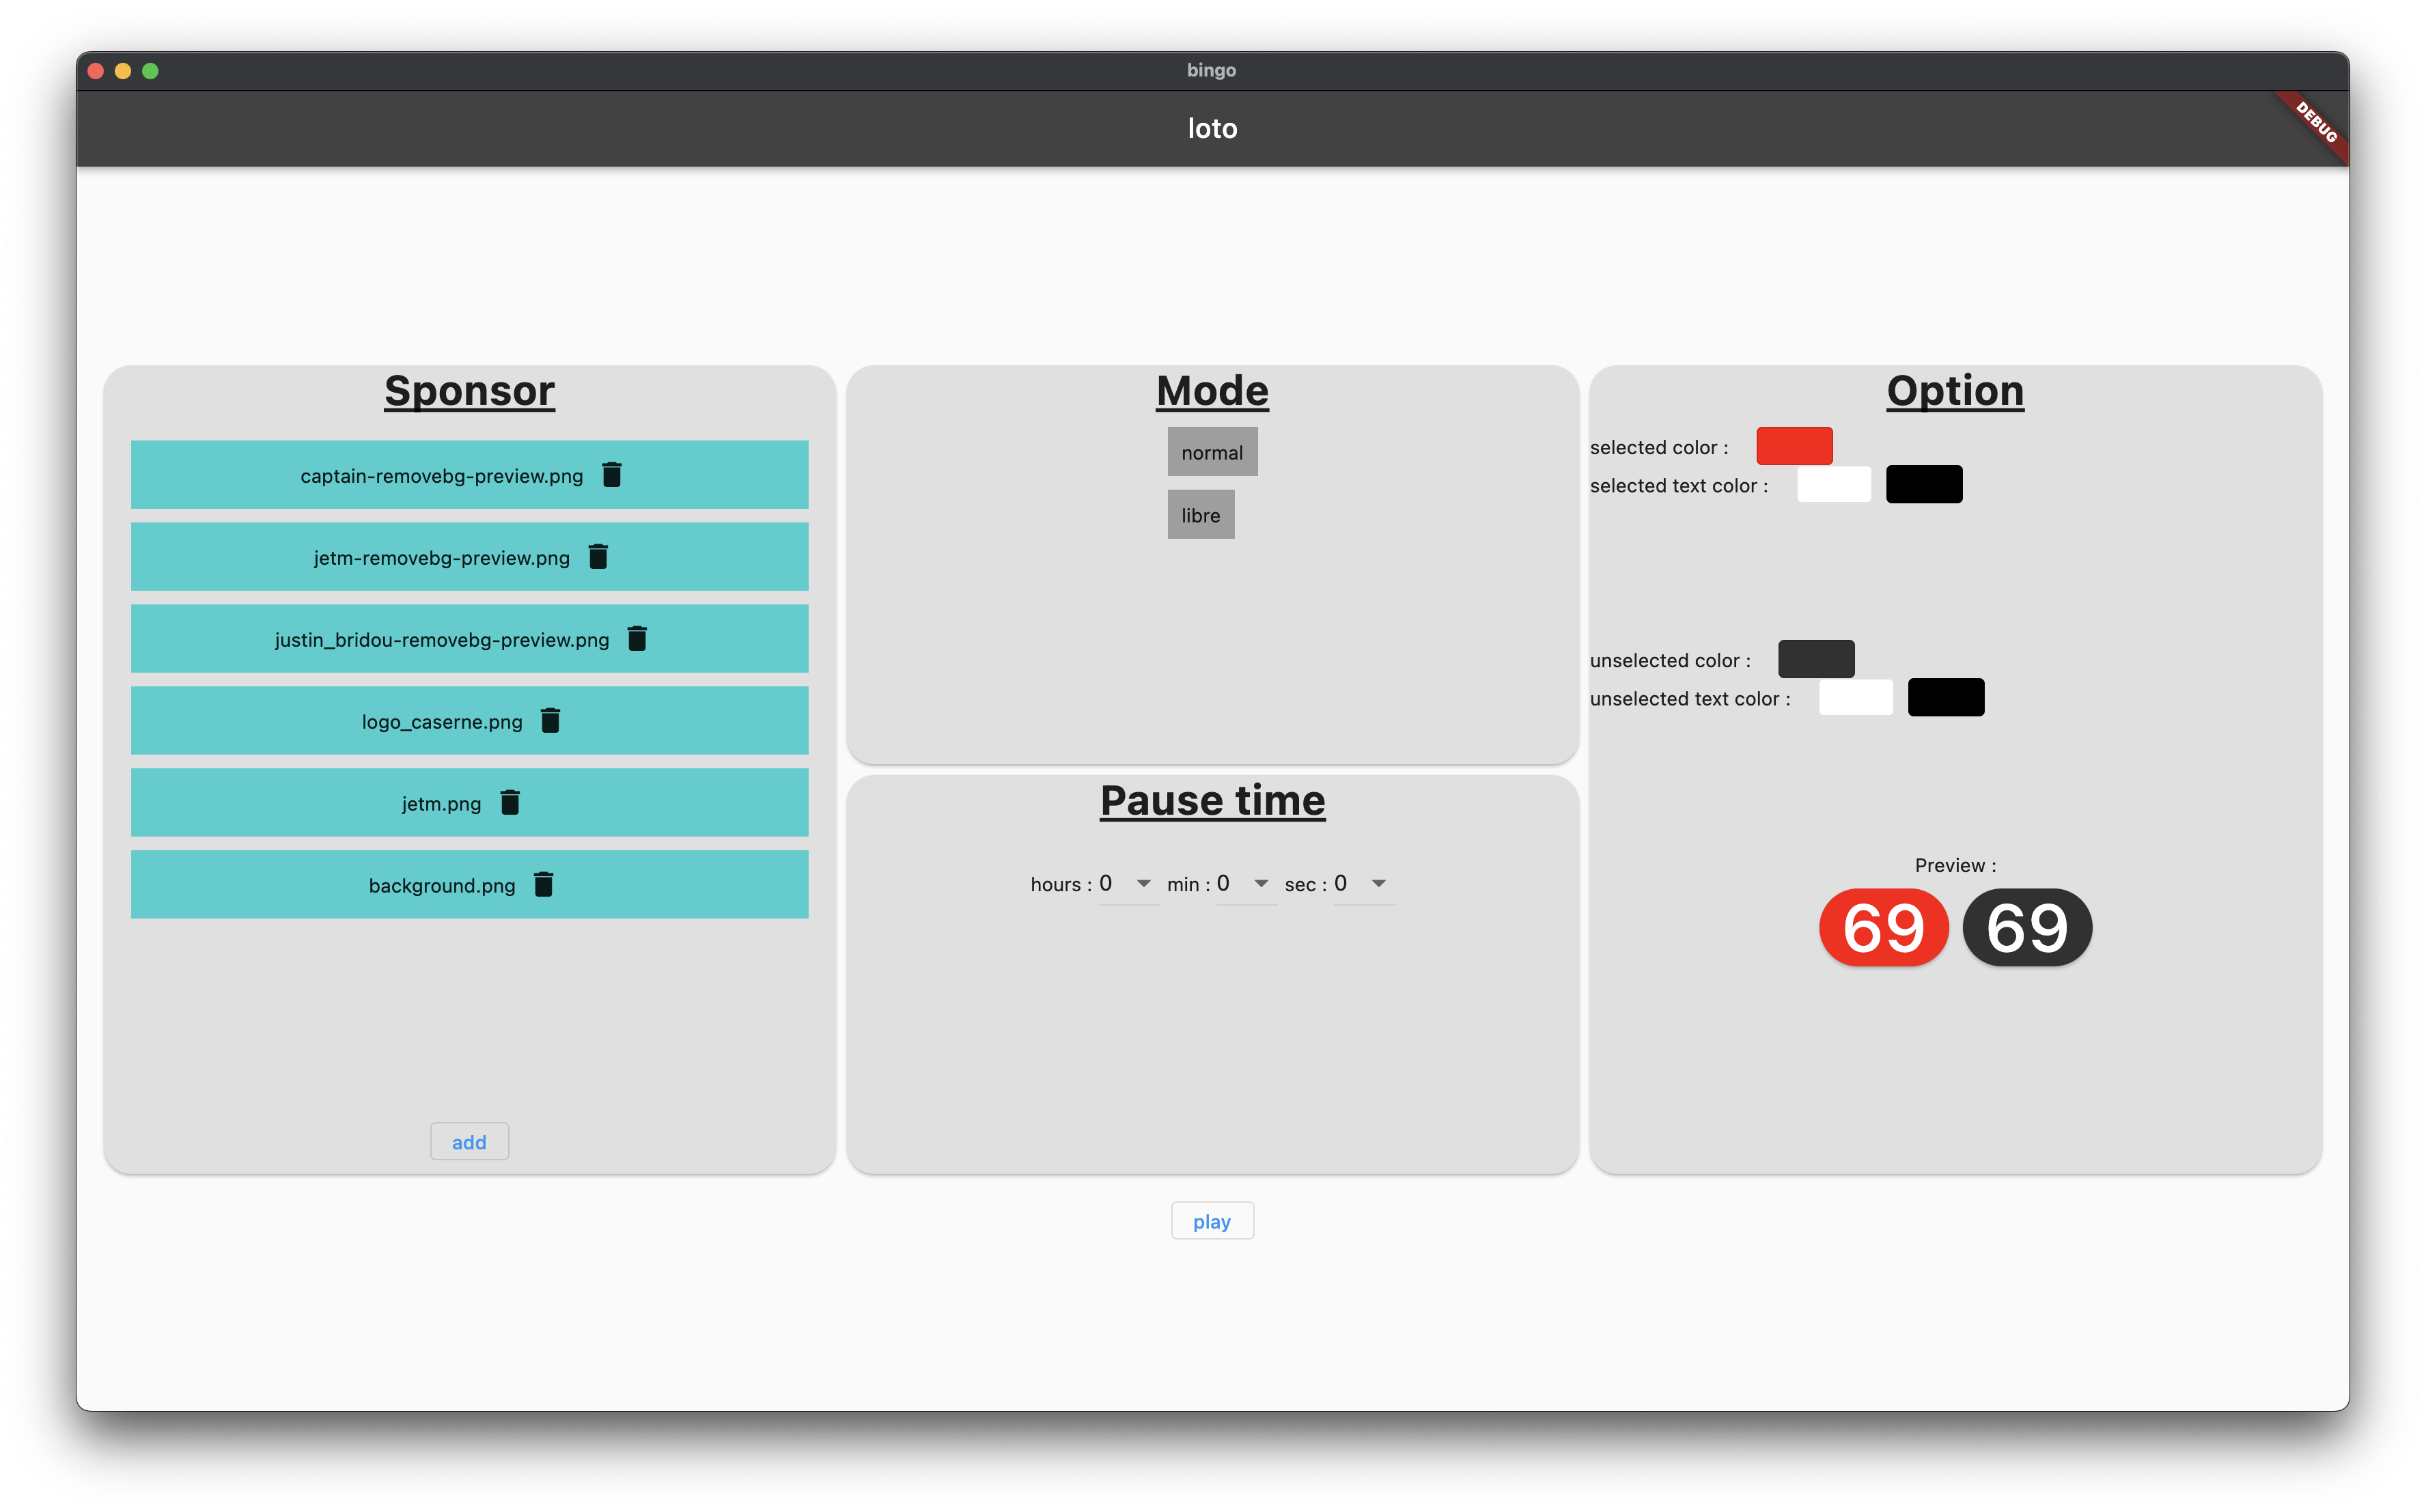 bingo
loto
DEBUG
Sponsor
captain-removebg-preview.png
jetm-removebg-preview.png
justin_bridou-removebg-preview.png
logo_caserne.png
jetm.png
background.png
add
Mode
normal
libre
Pause time
hours : 0 min : 0 sec : 0
Option
selected color :
selected text color :
unselected color :
unselected text color :
Preview :
69 69
play